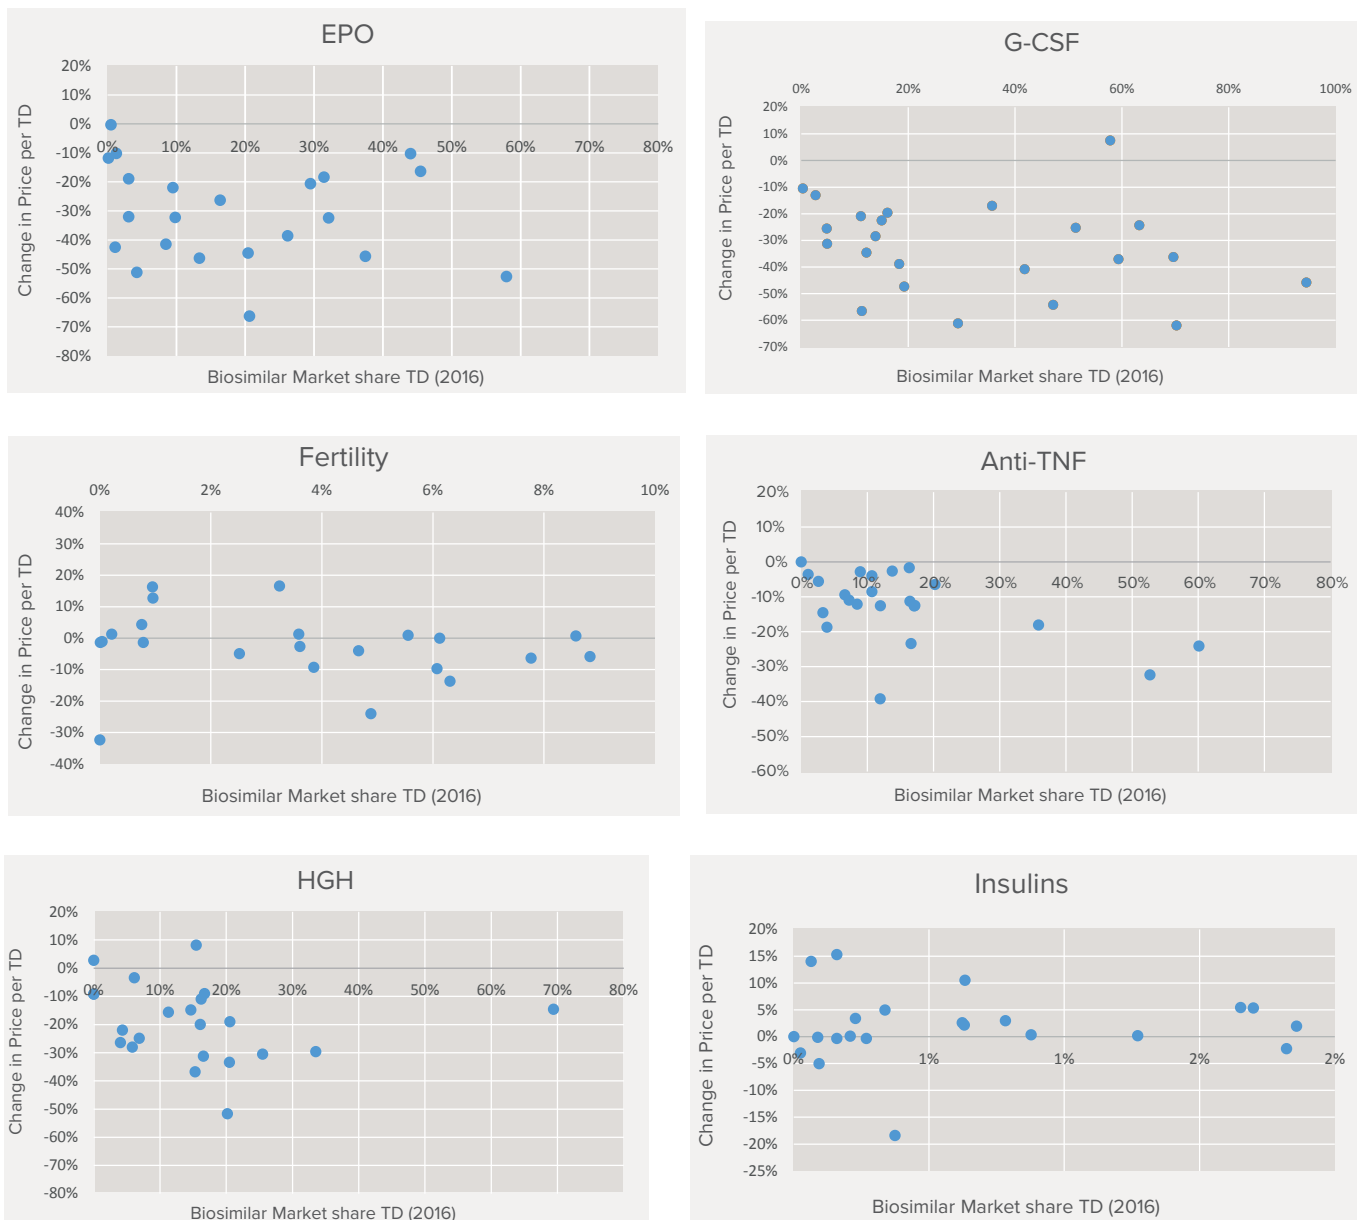 EPO
20%
10%
0%
0% 10% 20% 30% 40% 50% 60% 70% 80%
-10%
-20%
-30%
-40%
-50%
-60%
-70%
-80%
Change in Price per TD
Biosimilar Market share TD (2016)
G-CSF
0% 20% 40% 60% 80% 100%
20%
10%
0%
-10%
-20%
-30%
-40%
-50%
-60%
-70%
Change in Price per TD
Biosimilar Market share TD (2016)
Fertility
0% 2% 4% 6% 8% 10%
40%
30%
20%
10%
0%
-10%
-20%
-30%
-40%
Change in Price per TD
Biosimilar Market share TD (2016)
Anti-TNF
20%
10%
0%
0% 10% 20% 30% 40% 50% 60% 70% 80%
-10%
-20%
-30%
-40%
-50%
-60%
Change in Price per TD
Biosimilar Market share TD (2016)
HGH
20%
10%
0%
0% 10% 20% 30% 40% 50% 60% 70% 80%
-10%
-20%
-30%
-40%
-50%
-60%
-70%
-80%
Change in Price per TD
Biosimilar Market share TD (2016)
Insulins
20%
15%
10%
5%
0%
0% 1% 1% 2% 2%
-5%
-10%
-15%
-20%
-25%
Change in Price per TD
Biosimilar Market share TD (2016)